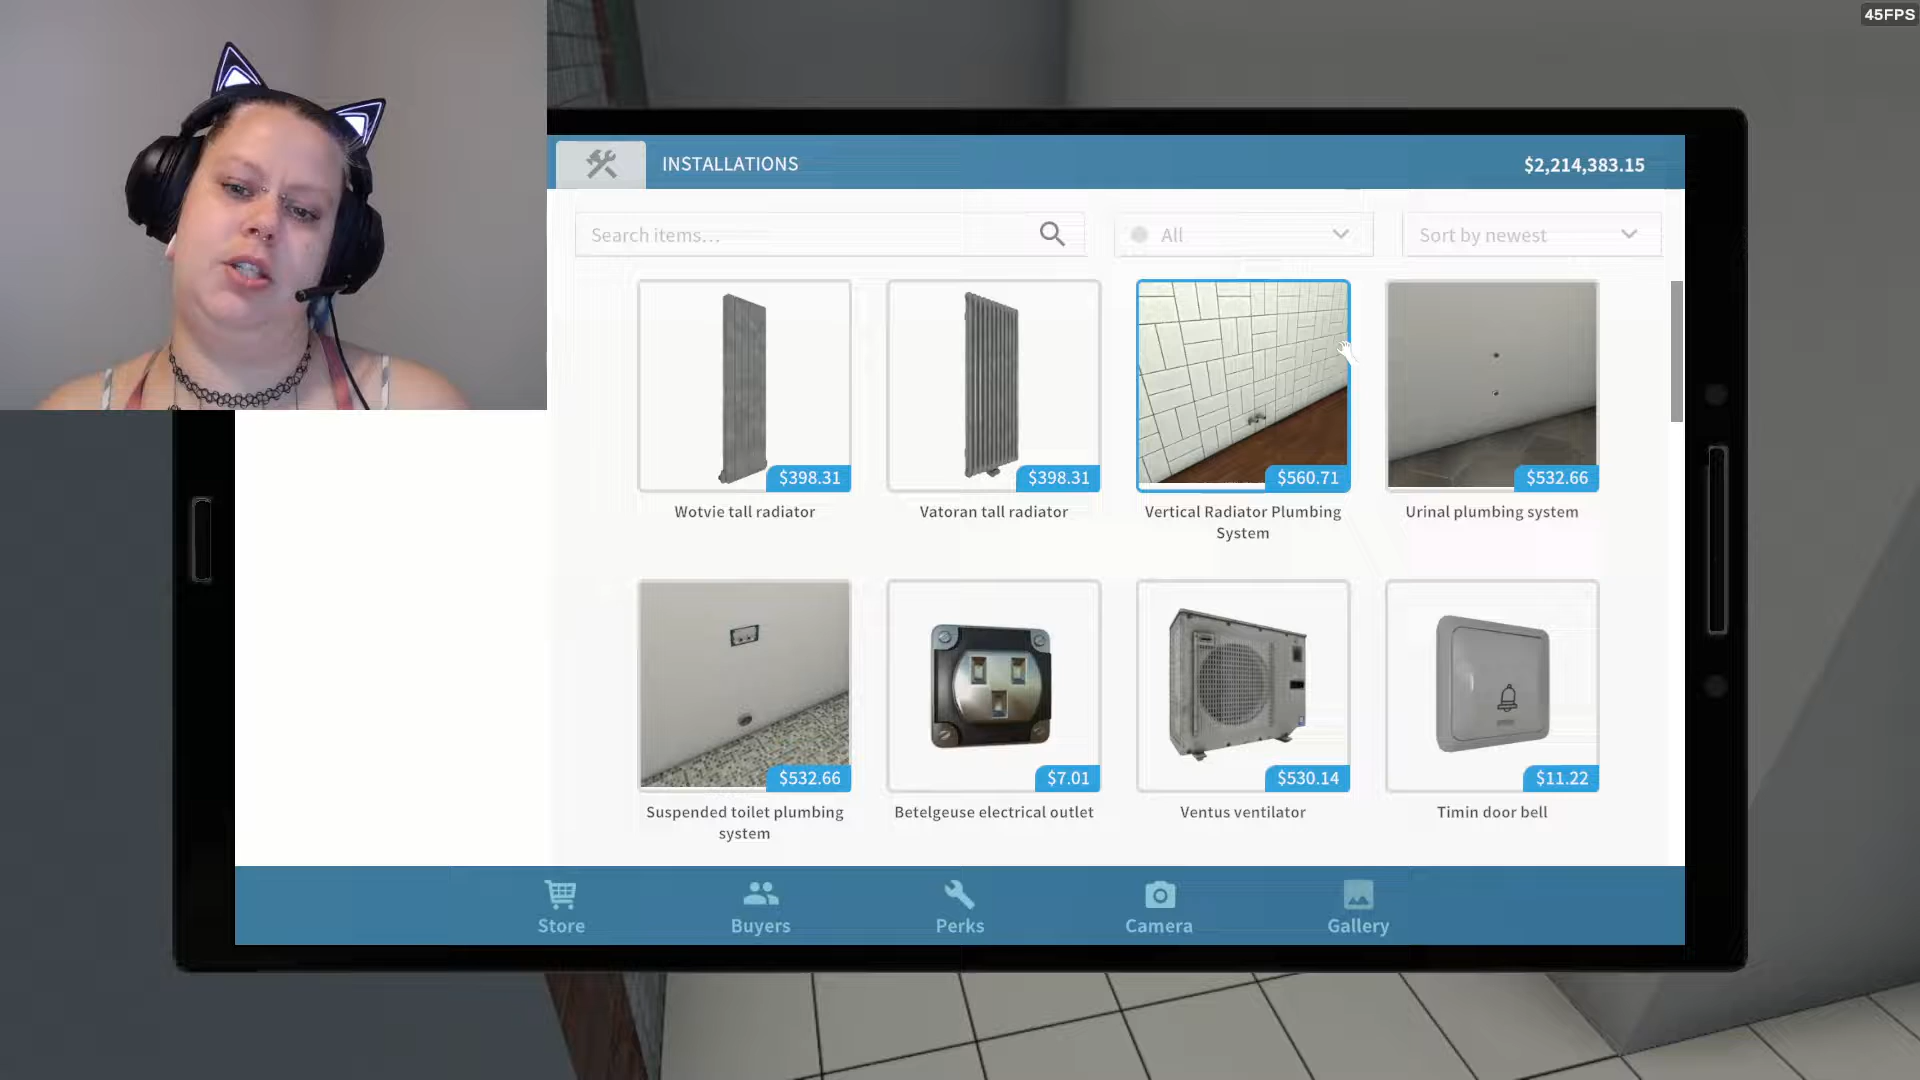 45FPS
INSTALLATIONS
$2,214,383.15
Search items...
All
Sort by newest
$398.31
$398.31
$560.71
$532.66
Wotvie tall radiator
Vatoran tall radiator
Vertical Radiator Plumbing
System
Urinal plumbing system
$532.66
$7.01
$530.14
$11.22
Suspended toilet plumbing
system
Betelgeuse electrical outlet
Ventus ventilator
Timin door bell
Store
Buyers
Perks
Camera
Gallery